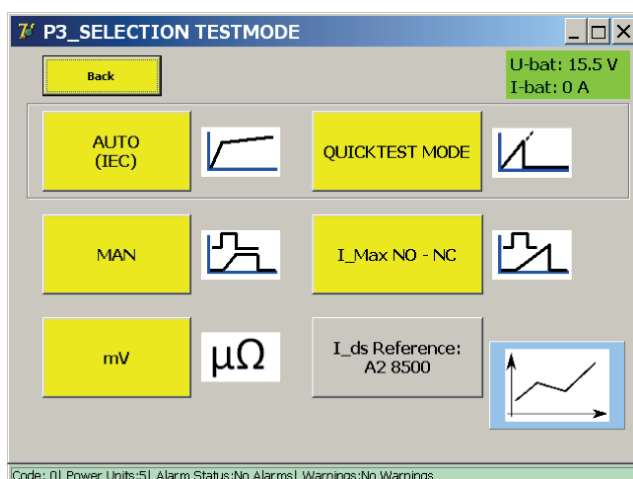 P3_SELECTION TESTMODE
Back
U-bat: 15.5 V
I-bat: 0 A
AUTO
(IEC)
QUICKTEST MODE
MAN
I_Max NO - NC
mV
μΩ
I_ds Reference:
A2 8500
Code: 0| Power Units:5| Alarm Status:No Alarms| Warnings:No Warnings